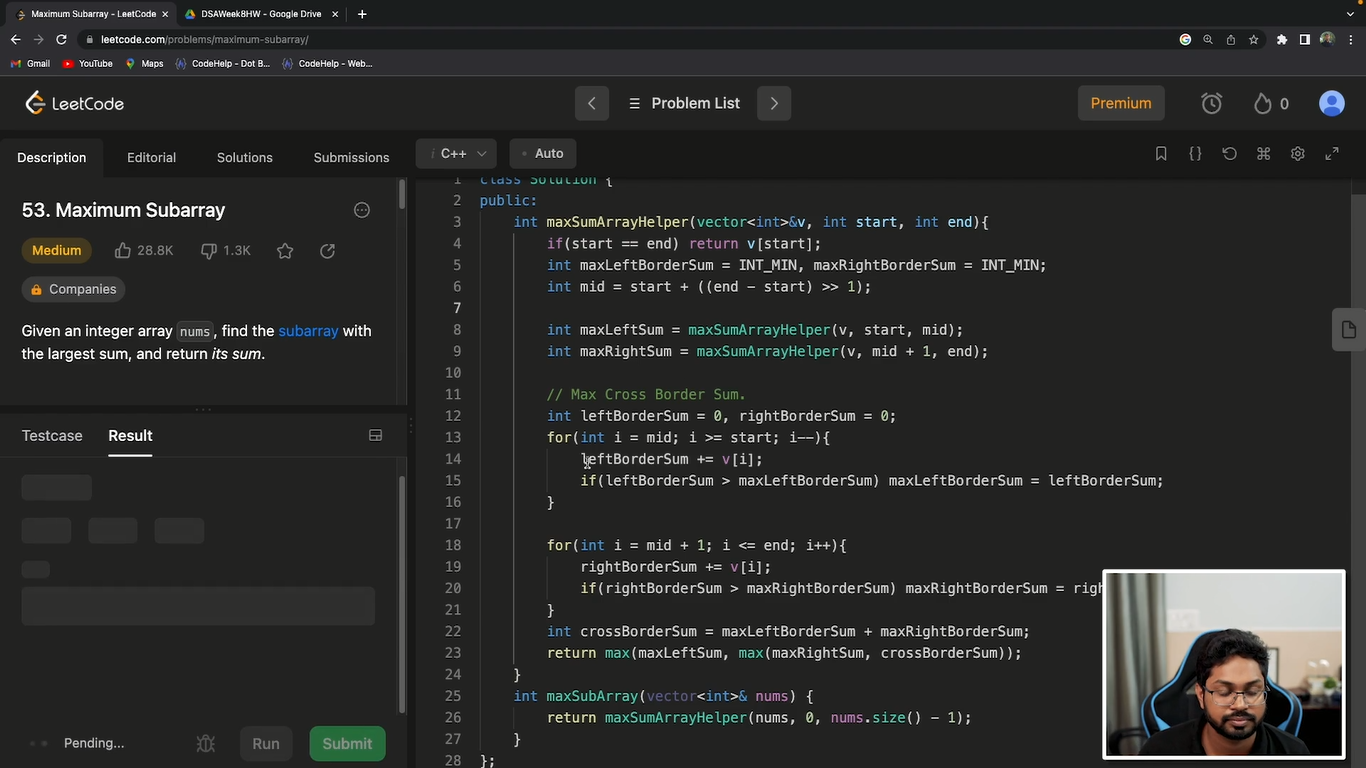 Maximum Subarray - LeetCode
DSAWeek8HW - Google Drive
leetcode.com/problems/maximum-subarray/
Gmail YouTube Maps CodeHelp - Dot B... CodeHelp - Web...
LeetCode
Problem List
Premium
0
Description Editorial Solutions Submissions
53. Maximum Subarray
Medium 28.8K 1.3K
Companies
Given an integer array nums, find the subarray with
the largest sum, and return its sum.
Testcase Result
Pending... Run Submit
i C++ Auto
1 class Solution {
2 public:
3 int maxSumArrayHelper(vector<int>&v, int start, int end){
4 if(start == end) return v[start];
5 int maxLeftBorderSum = INT_MIN, maxRightBorderSum = INT_MIN;
6 int mid = start + ((end - start) >> 1);
7
8 int maxLeftSum = maxSumArrayHelper(v, start, mid);
9 int maxRightSum = maxSumArrayHelper(v, mid + 1, end);
10
11 // Max Cross Border Sum.
12 int leftBorderSum = 0, rightBorderSum = 0;
13 for(int i = mid; i >= start; i--){
14 leftBorderSum += v[i];
15 if(leftBorderSum > maxLeftBorderSum) maxLeftBorderSum = leftBorderSum;
16 }
17
18 for(int i = mid + 1; i <= end; i++){
19 rightBorderSum += v[i];
20 if(rightBorderSum > maxRightBorderSum) maxRightBorderSum = righ
21 }
22 int crossBorderSum = maxLeftBorderSum + maxRightBorderSum;
23 return max(maxLeftSum, max(maxRightSum, crossBorderSum));
24 }
25 int maxSubArray(vector<int>& nums) {
26 return maxSumArrayHelper(nums, 0, nums.size() - 1);
27 }
28 };